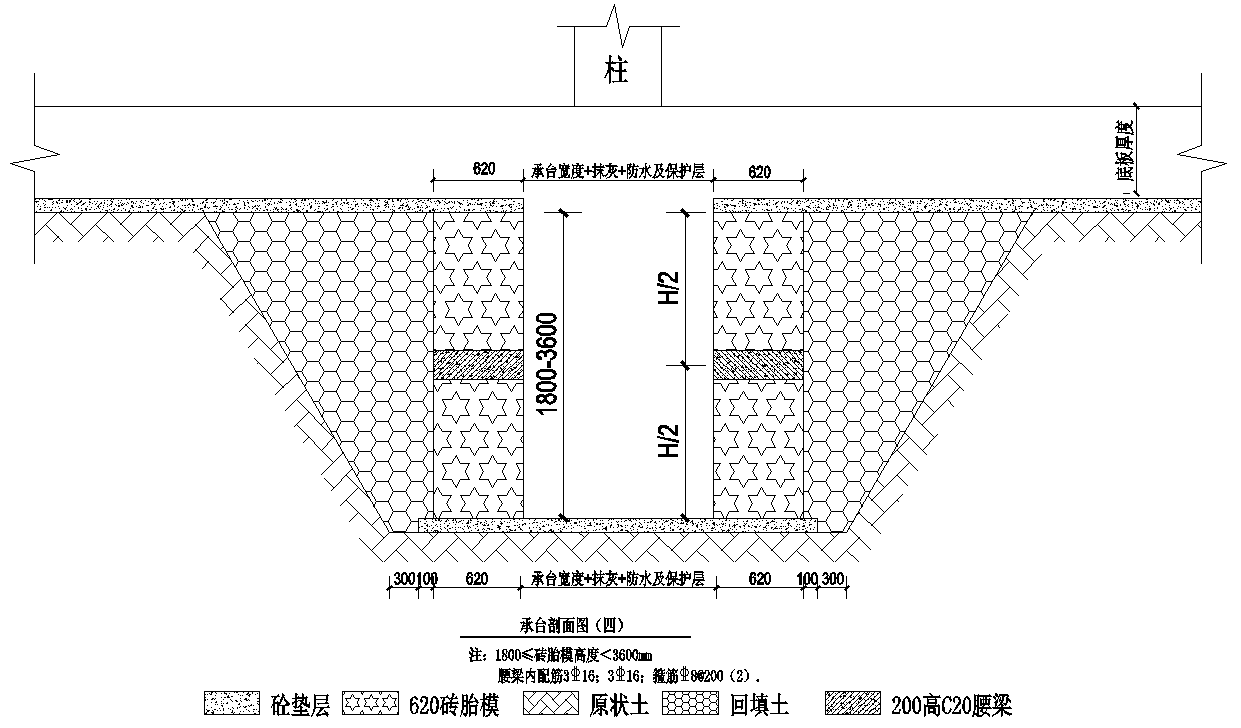 柱
底板厚度
620 承台宽度+抹灰+防水及保护层 620
1800-3600
H/2
H/2
300 100 620 承台宽度+抹灰+防水及保护层 620 100 300
承台剖面图（四）
注：1800≤砖胎模高度＜3600mm
腰梁内配筋3⌀16；3⌀16；箍筋⌀8@200（2）.
砼垫层 620砖胎模 原状土 回填土 200高C20腰梁